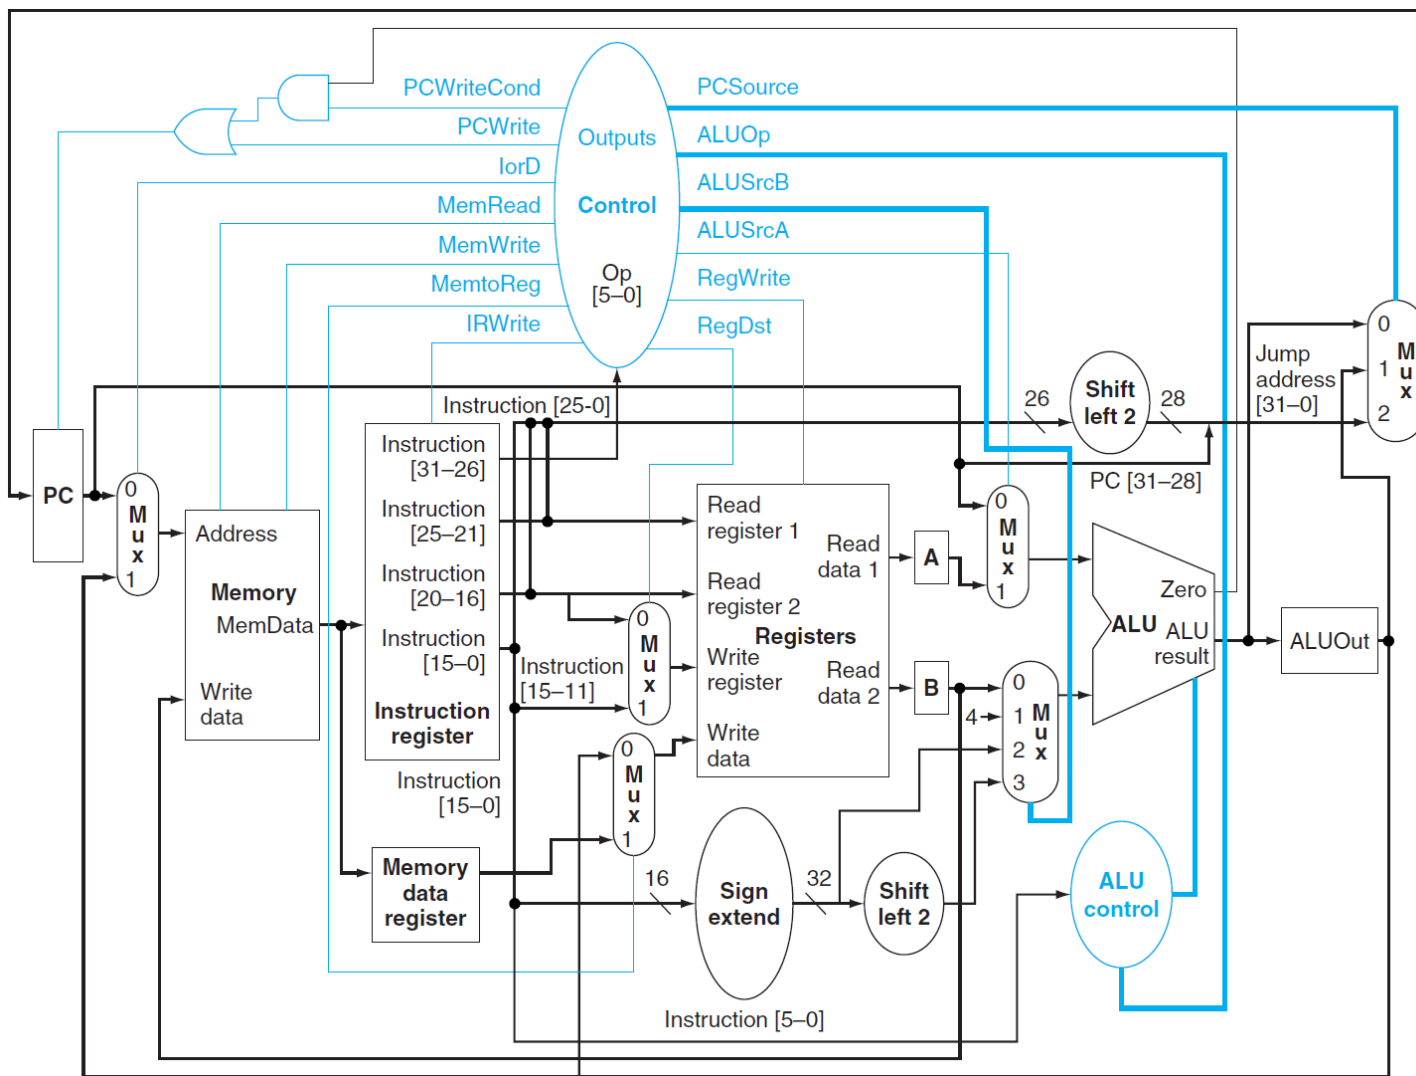 PCWriteCond
PCWrite
IorD
MemRead
MemWrite
MemtoReg
IRWrite
Outputs
Control
Op
[5–0]
PCSource
ALUOp
ALUSrcB
ALUSrcA
RegWrite
RegDst
PC
0
M
u
x
1
Address
Memory
MemData
Write
data
Instruction [25-0]
Instruction
[31–26]
Instruction
[25–21]
Instruction
[20–16]
Instruction
[15–0]
Instruction
register
Instruction
[15–0]
Memory
data
register
Instruction
[15–11]
0
M
u
x
1
0
M
u
x
1
Read
register 1
Read
register 2
Registers
Write
register
Write
data
Read
data 1
Read
data 2
A
B
16
Sign
extend
32
Shift
left 2
Instruction [5–0]
26
Shift
left 2
28
Jump
address
[31–0]
PC [31–28]
0
M
u
x
1
0
4
1
M
u
x
2
3
Zero
ALU
ALU
result
ALUOut
ALU
control
0
M
u
x
1
2